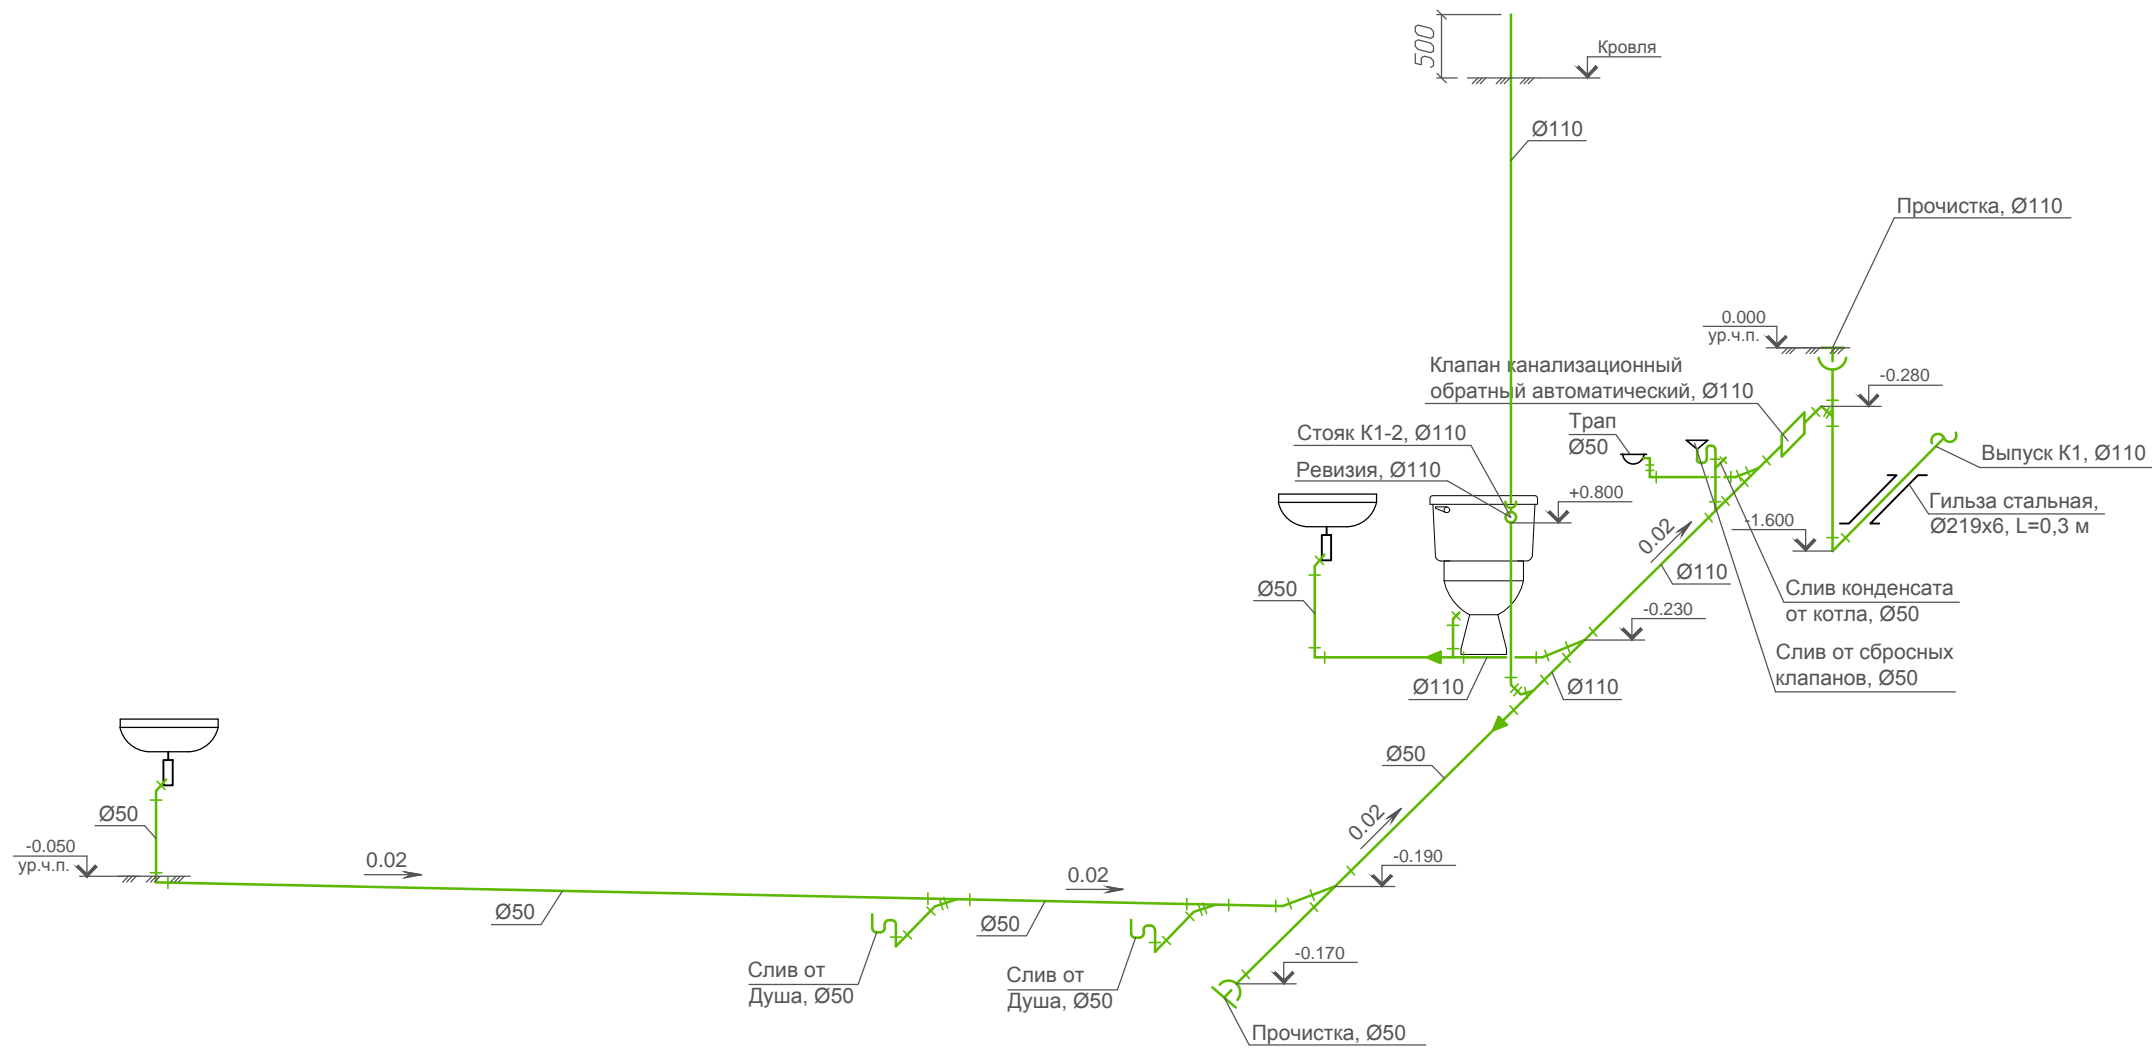 500
Кровля
Ø110
Прочистка, Ø110
0.000
ур.ч.п.
Клапан канализационный
обратный автоматический, Ø110
-0.280
Трап
Ø50
Стояк К1-2, Ø110
Ревизия, Ø110
+0.800
Выпуск К1, Ø110
Гильза стальная,
Ø219х6, L=0,3 м
-1.600
0.02
Ø110
Ø50
Слив конденсата
от котла, Ø50
-0.230
Слив от сбросных
клапанов, Ø50
Ø110
Ø110
Ø50
Ø50
0.02
-0.050
ур.ч.п.
0.02
0.02
-0.190
Ø50
Ø50
-0.170
Слив от
Душа, Ø50
Слив от
Душа, Ø50
Прочистка, Ø50